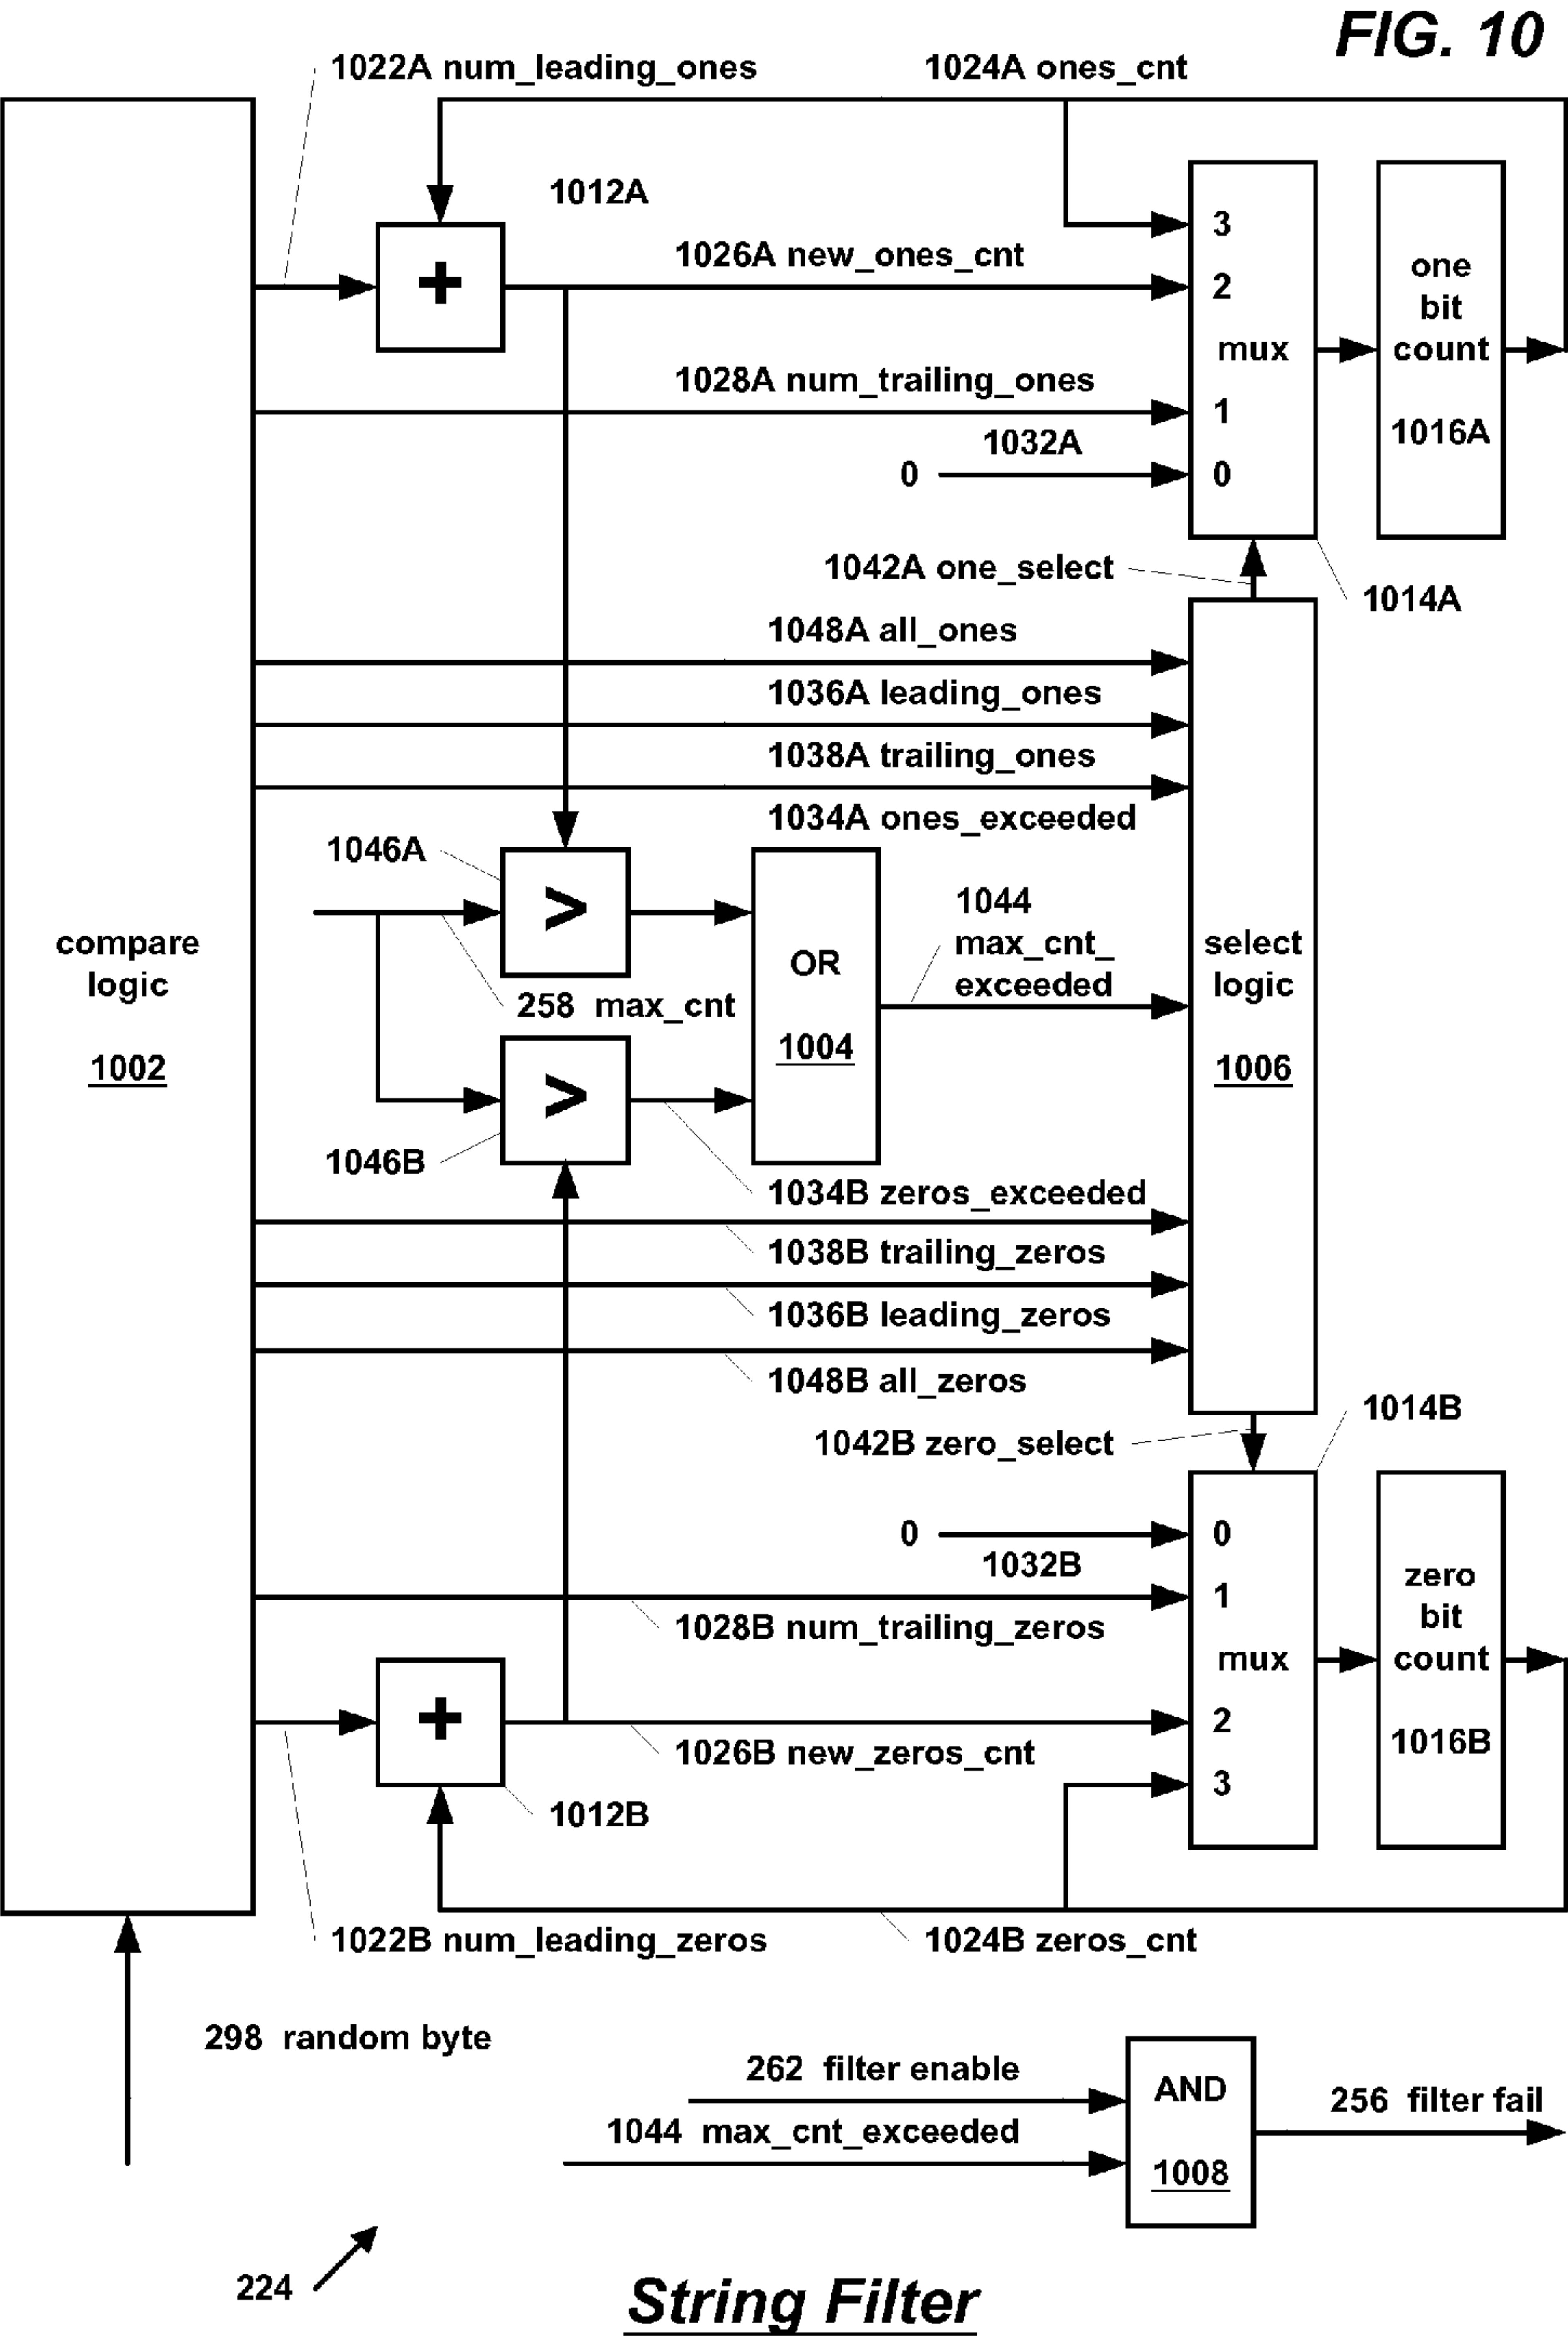 FIG. 10
1022A num_leading_ones
1024A ones_cnt
1012A
+
1026A new_ones_cnt
1028A num_trailing_ones
0
1032A
3
2
mux
1
0
one
bit
count
1016A
1042A one_select
1014A
1048A all_ones
1036A leading_ones
1038A trailing_ones
1034A ones_exceeded
1046A
>
258 max_cnt
>
1046B
OR
1004
1044
max_cnt_
exceeded
compare
logic
1002
select
logic
1006
1034B zeros_exceeded
1038B trailing_zeros
1036B leading_zeros
1048B all_zeros
1042B zero_select
1014B
0
1032B
1028B num_trailing_zeros
+
1026B new_zeros_cnt
1012B
0
1
mux
2
3
zero
bit
count
1016B
1022B num_leading_zeros
1024B zeros_cnt
298 random byte
262 filter enable
1044 max_cnt_exceeded
AND
1008
256 filter fail
224
String Filter